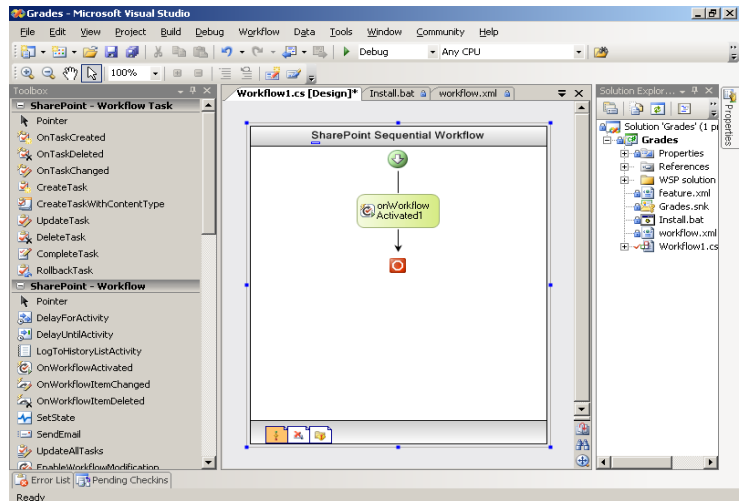 Grades - Microsoft Visual Studio
File Edit View Project Build Debug Workflow Data Tools Window Community Help
Debug Any CPU
100%
Toolbox
SharePoint - Workflow Task
Pointer
OnTaskCreated
OnTaskDeleted
OnTaskChanged
CreateTask
CreateTaskWithContentType
UpdateTask
DeleteTask
CompleteTask
RollbackTask
SharePoint - Workflow
Pointer
DelayForActivity
DelayUntilActivity
LogToHistoryListActivity
OnWorkflowActivated
OnWorkflowItemChanged
OnWorkflowItemDeleted
SetState
SendEmail
UpdateAllTasks
EnableWorkflowModification
Workflow1.cs [Design]* Install.bat workflow.xml
SharePoint Sequential Workflow
onWorkflow
Activated1
Solution Explor...
Solution 'Grades' (1 p
Grades
Properties
References
WSP solution
feature.xml
Grades.snk
Install.bat
workflow.xml
Workflow1.cs
Properties
Error List Pending Checkins
Ready